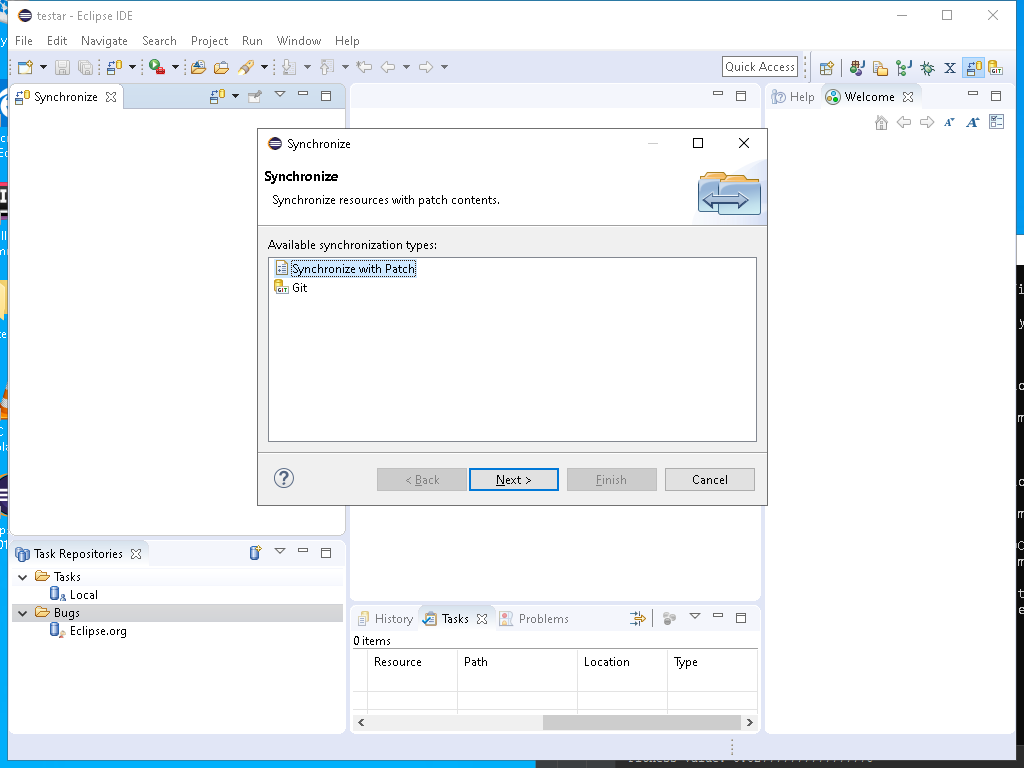 testar - Eclipse IDE
File Edit Navigate Search Project Run Window Help
Quick Access
Synchronize
Help
Welcome
Synchronize
Synchronize
Synchronize resources with patch contents.
Available synchronization types:
Synchronize with Patch
Git
< Back
Next >
Finish
Cancel
Task Repositories
Tasks
Local
Bugs
Eclipse.org
History
Tasks
Problems
0 items
Resource Path Location Type